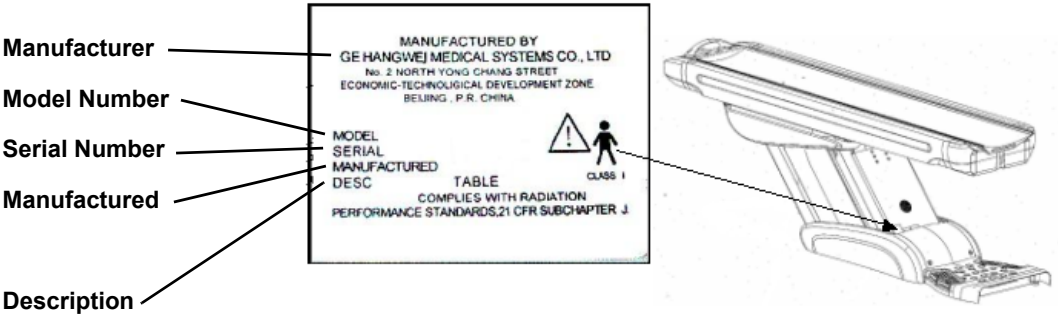 Manufacturer
Model Number
Serial Number
Manufactured
Description
MANUFACTURED BY
GE HANGWEJ MEDICAL SYSTEMS CO., LTD
No. 2 NORTH YONG CHANG STREET
ECONOMIC-TECHNOLIGICAL DEVELOPMENT ZONE
BEIJING , P.R. CHINA
MODEL
SERIAL
MANUFACTURED
DESC TABLE
CLASS I
COMPLIES WITH RADIATION
PERFORMANCE STANDARDS,21 CFR SUBCHAPTER J